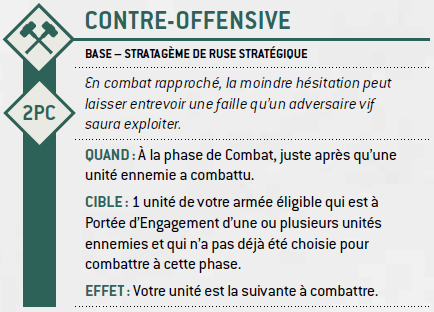 CONTRE-OFFENSIVE
BASE – STRATAGÈME DE RUSE STRATÉGIQUE
2PC
En combat rapproché, la moindre hésitation peut
laisser entrevoir une faille qu’un adversaire vif
saura exploiter.
QUAND : À la phase de Combat, juste après qu’une
unité ennemie a combattu.
CIBLE : 1 unité de votre armée éligible qui est à
Portée d’Engagement d’une ou plusieurs unités
ennemies et qui n’a pas déjà été choisie pour
combattre à cette phase.
EFFET : Votre unité est la suivante à combattre.